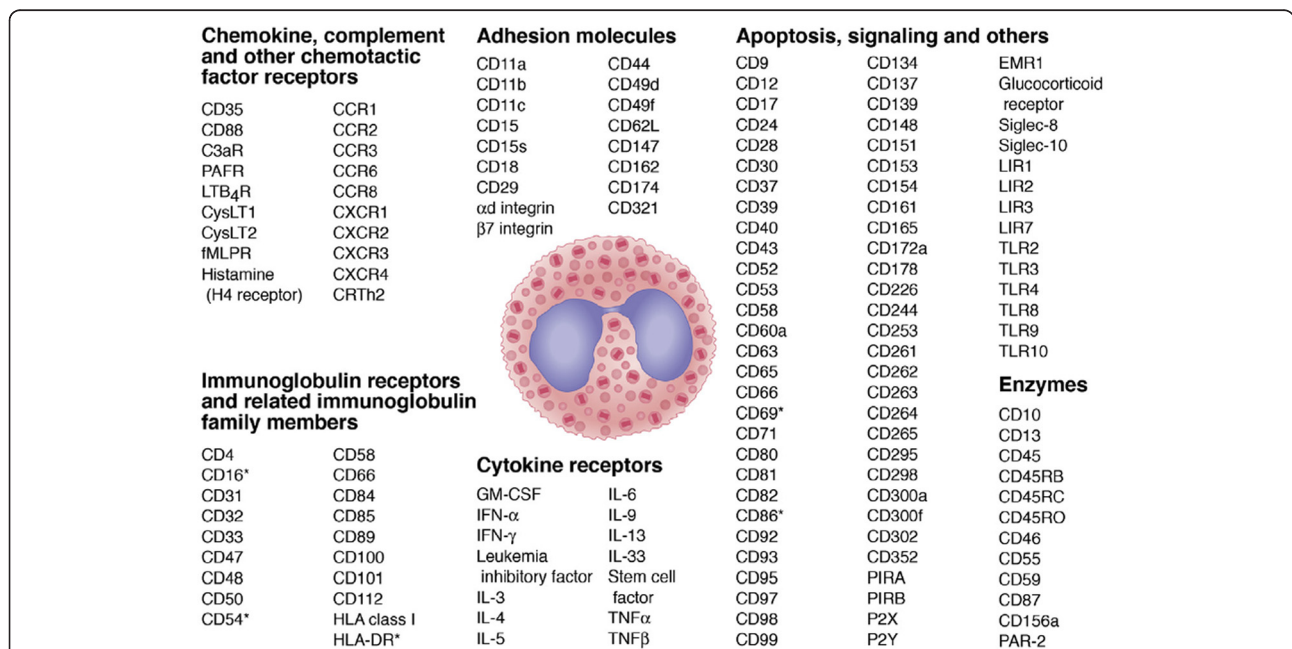 Chemokine, complement
and other chemotactic
factor receptors
CD35
CD88
C3aR
PAFR
LTB4R
CysLT1
CysLT2
fMLPR
Histamine
(H4 receptor)
CCR1
CCR2
CCR3
CCR6
CCR8
CXCR1
CXCR2
CXCR3
CXCR4
CRTh2
Immunoglobulin receptors
and related immunoglobulin
family members
CD4
CD16*
CD31
CD32
CD33
CD47
CD48
CD50
CD54*
CD58
CD66
CD84
CD85
CD89
CD100
CD101
CD112
HLA class I
HLA-DR*
Adhesion molecules
CD11a
CD11b
CD11c
CD15
CD15s
CD18
CD29
αd integrin
β7 integrin
CD44
CD49d
CD49f
CD62L
CD147
CD162
CD174
CD321
Cytokine receptors
GM-CSF
IFN-α
IFN-γ
Leukemia
inhibitory factor
IL-3
IL-4
IL-5
IL-6
IL-9
IL-13
IL-33
Stem cell
factor
TNFα
TNFβ
Apoptosis, signaling and others
CD9
CD12
CD17
CD24
CD28
CD30
CD37
CD39
CD40
CD43
CD52
CD53
CD58
CD60a
CD63
CD65
CD66
CD69*
CD71
CD80
CD81
CD82
CD86*
CD92
CD93
CD95
CD97
CD98
CD99
CD134
CD137
CD139
CD148
CD151
CD153
CD154
CD161
CD165
CD172a
CD178
CD226
CD244
CD253
CD261
CD262
CD263
CD264
CD265
CD295
CD298
CD300a
CD300f
CD302
CD352
PIRA
PIRB
P2X
P2Y
EMR1
Glucocorticoid
receptor
Siglec-8
Siglec-10
LIR1
LIR2
LIR3
LIR7
TLR2
TLR3
TLR4
TLR8
TLR9
TLR10
Enzymes
CD10
CD13
CD45
CD45RB
CD45RC
CD45RO
CD46
CD55
CD59
CD87
CD156a
PAR-2